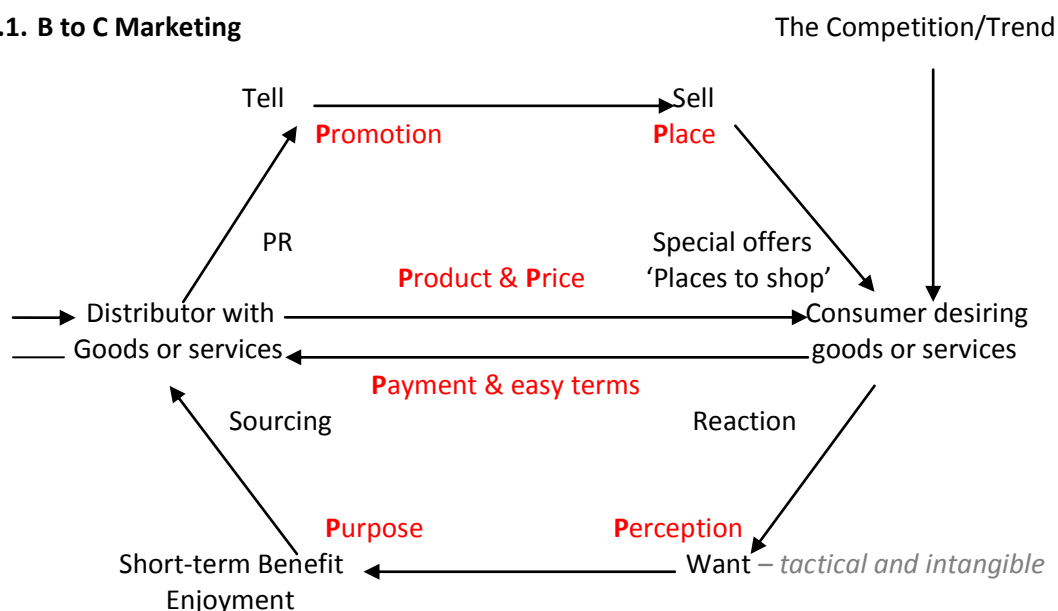 .1. B to C Marketing
The Competition/Trend
Tell
Sell
Promotion
Place
PR
Special offers
Product & Price
‘Places to shop’
Distributor with
Consumer desiring
Goods or services
goods or services
Payment & easy terms
Sourcing
Reaction
Purpose
Perception
Short-term Benefit
Want – tactical and intangible
Enjoyment